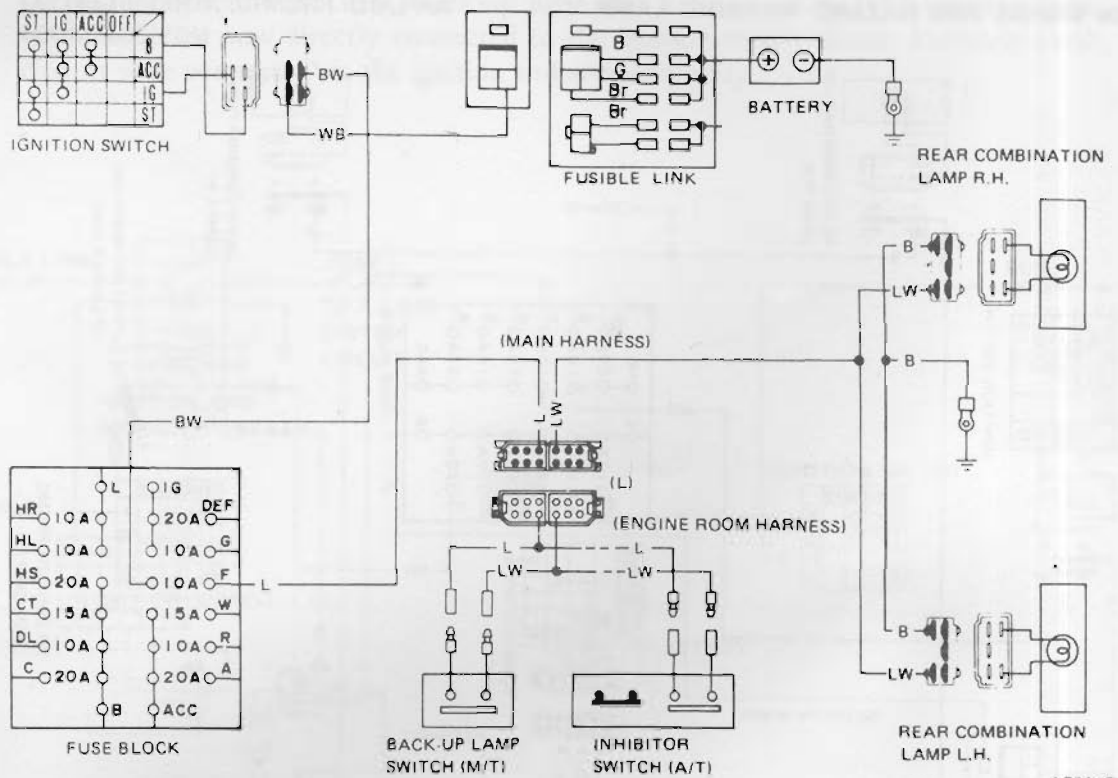 ST IG ACC OFF
B
ACC
IG
ST
IGNITION SWITCH
BW
WB
B
G
Br
Br
FUSIBLE LINK
BATTERY
REAR COMBINATION
LAMP R.H.
B
LW
B
(MAIN HARNESS)
L
LW
(L)
(ENGINE ROOM HARNESS)
BW
L IG
HR 10A 20A DEF
HL 10A 10A G
HS 20A 10A F
CT 15A 15A W
DL 10A 10A R
C 20A 20A A
B ACC
FUSE BLOCK
L
L L
LW LW
BACK-UP LAMP
SWITCH (M/T)
INHIBITOR
SWITCH (A/T)
B
LW
REAR COMBINATION
LAMP L.H.